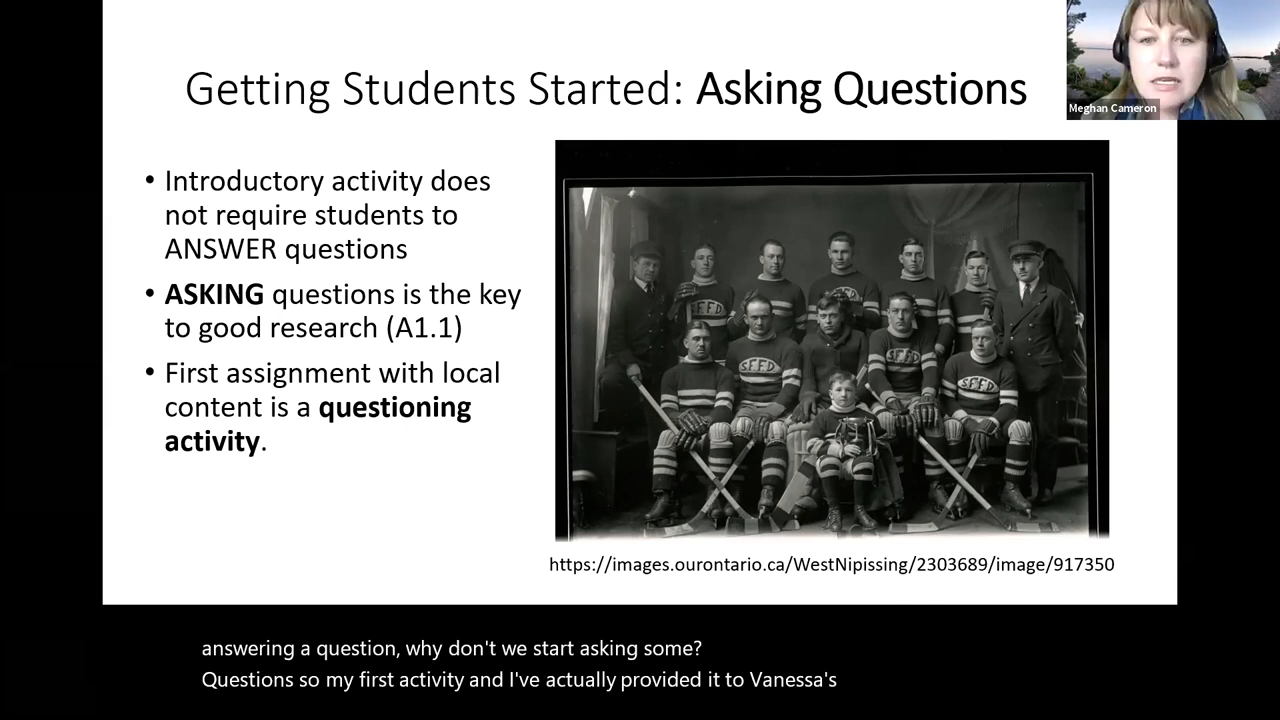 Getting Students Started: Asking Questions
Meghan Cameron
• Introductory activity does
not require students to
ANSWER questions
• ASKING questions is the key
to good research (A1.1)
• First assignment with local
content is a questioning
activity.
SFFD
SFFD
SFFD
SFFD
https://images.ourontario.ca/WestNipissing/2303689/image/917350
answering a question, why don't we start asking some?
Questions so my first activity and I've actually provided it to Vanessa's